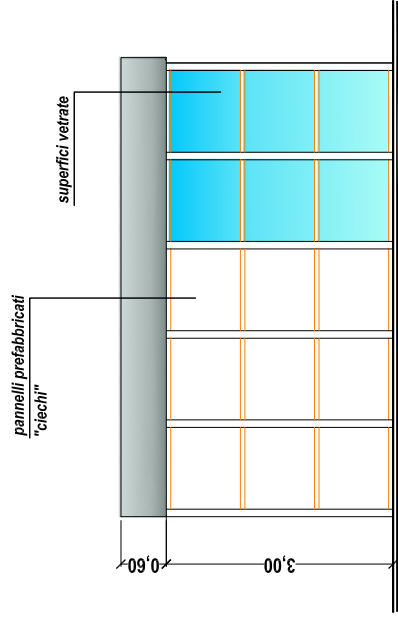 superfici vetrate
pannelli prefabbricati
"ciechi"
0,60
3,00